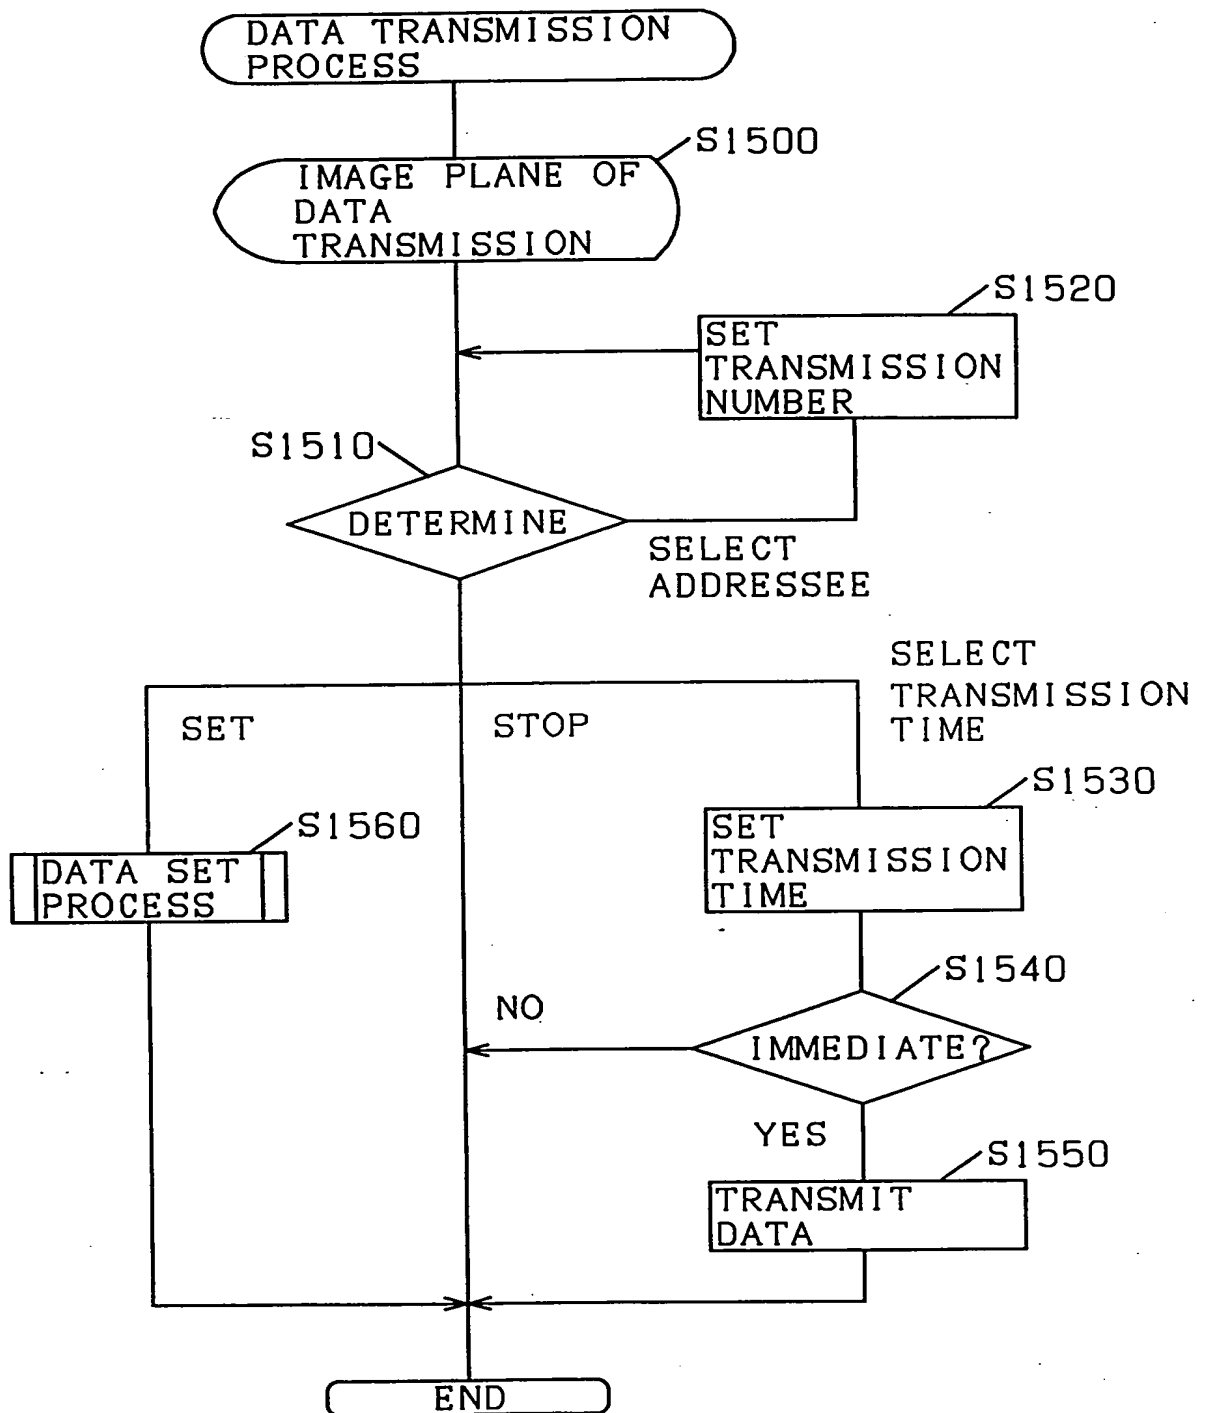 DATA TRANSMISSION
PROCESS
S1500
IMAGE PLANE OF
DATA
TRANSMISSION
S1520
SET
TRANSMISSION
NUMBER
S1510
DETERMINE
SELECT
ADDRESSEE
SELECT
TRANSMISSION
TIME
SET
STOP
S1530
SET
TRANSMISSION
TIME
S1560
DATA SET
PROCESS
S1540
NO
IMMEDIATE?
YES
S1550
TRANSMIT
DATA
END